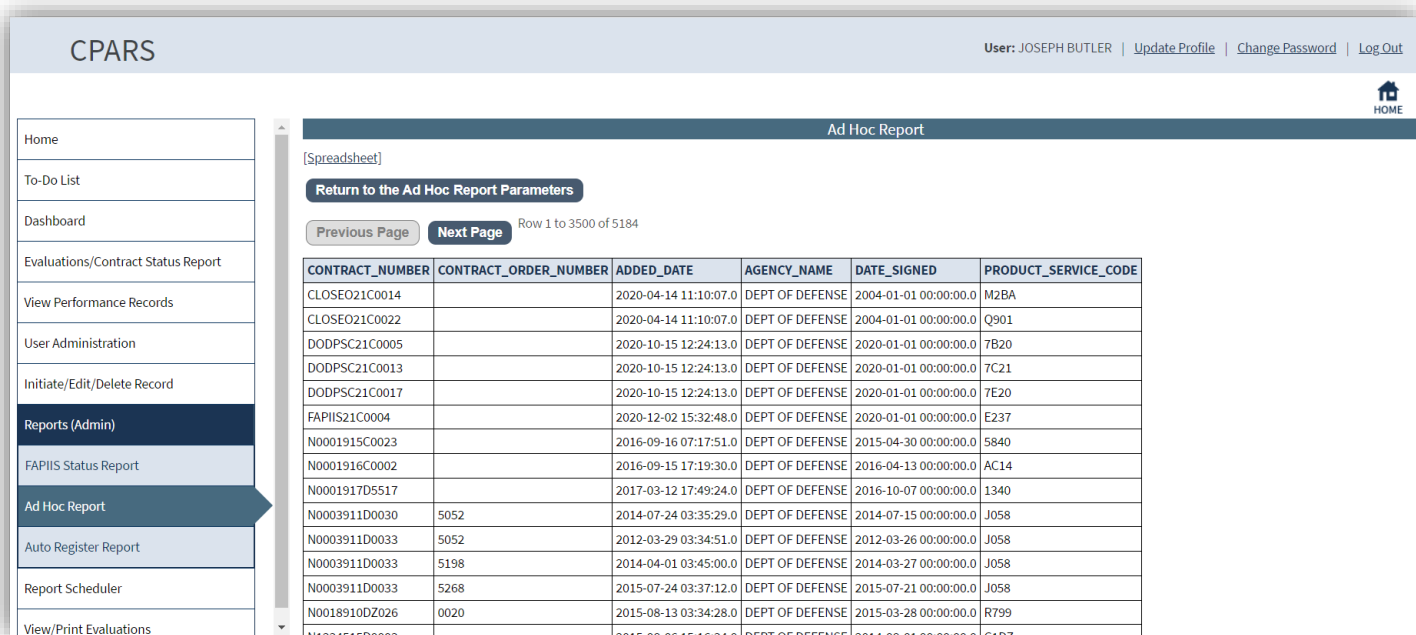 CPARS
User: JOSEPH BUTLER | Update Profile | Change Password | Log Out
HOME
Home
To-Do List
Dashboard
Evaluations/Contract Status Report
View Performance Records
User Administration
Initiate/Edit/Delete Record
Reports (Admin)
FAPIIS Status Report
Ad Hoc Report
Auto Register Report
Report Scheduler
View/Print Evaluations
Ad Hoc Report
[Spreadsheet]
Return to the Ad Hoc Report Parameters
Previous Page Next Page Row 1 to 3500 of 5184
CONTRACT_NUMBER CONTRACT_ORDER_NUMBER ADDED_DATE AGENCY_NAME DATE_SIGNED PRODUCT_SERVICE_CODE
CLOSEO21C0014 2020-04-14 11:10:07.0 DEPT OF DEFENSE 2004-01-01 00:00:00.0 M2BA
CLOSEO21C0022 2020-04-14 11:10:07.0 DEPT OF DEFENSE 2004-01-01 00:00:00.0 Q901
DODPSC21C0005 2020-10-15 12:24:13.0 DEPT OF DEFENSE 2020-01-01 00:00:00.0 7B20
DODPSC21C0013 2020-10-15 12:24:13.0 DEPT OF DEFENSE 2020-01-01 00:00:00.0 7C21
DODPSC21C0017 2020-10-15 12:24:13.0 DEPT OF DEFENSE 2020-01-01 00:00:00.0 7E20
FAPIIS21C0004 2020-12-02 15:32:48.0 DEPT OF DEFENSE 2020-01-01 00:00:00.0 E237
N0001915C0023 2016-09-16 07:17:51.0 DEPT OF DEFENSE 2015-04-30 00:00:00.0 5840
N0001916C0002 2016-09-15 17:19:30.0 DEPT OF DEFENSE 2016-04-13 00:00:00.0 AC14
N0001917D5517 2017-03-12 17:49:24.0 DEPT OF DEFENSE 2016-10-07 00:00:00.0 1340
N0003911D0030 5052 2014-07-24 03:35:29.0 DEPT OF DEFENSE 2014-07-15 00:00:00.0 J058
N0003911D0033 5052 2012-03-29 03:34:51.0 DEPT OF DEFENSE 2012-03-26 00:00:00.0 J058
N0003911D0033 5198 2014-04-01 03:45:00.0 DEPT OF DEFENSE 2014-03-27 00:00:00.0 J058
N0003911D0033 5268 2015-07-24 03:37:12.0 DEPT OF DEFENSE 2015-07-21 00:00:00.0 J058
N0018910DZ026 0020 2015-08-13 03:34:28.0 DEPT OF DEFENSE 2015-03-28 00:00:00.0 R799